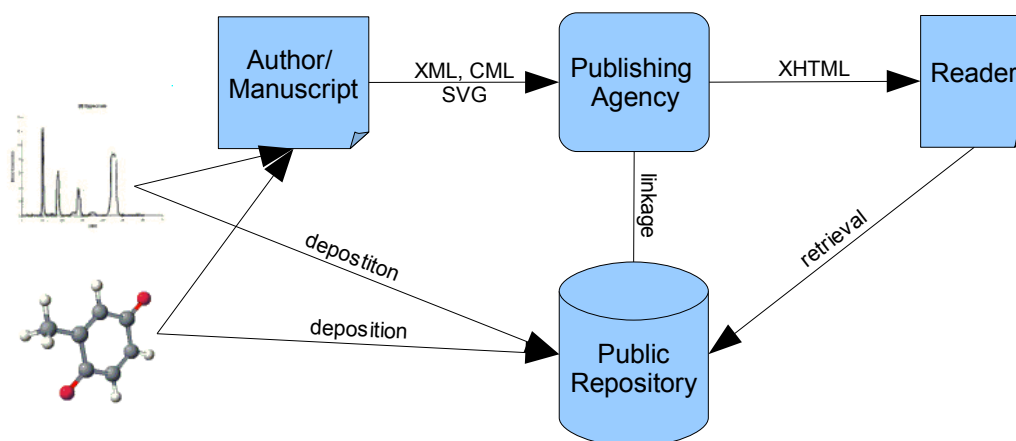 Author/
Manuscript
XML, CML
SVG
Publishing
Agency
XHTML
Reader
linkage
retrieval
depostiton
deposition
Public
Repository